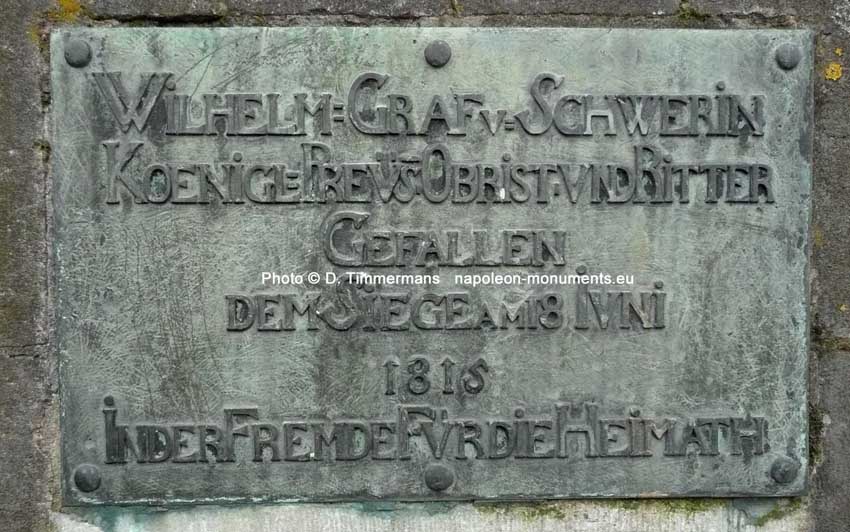 WILHELM=GRAF v=SCHWERIN
KOENIGL=PREVS=OBRIST.VND RITTER
GEFALLEN
Photo © D. Timmermans napoleon-monuments.eu
DEM SIEGE AM 18 IVNI
1815
IN DER FREMDE FVR DIE HEIMATH